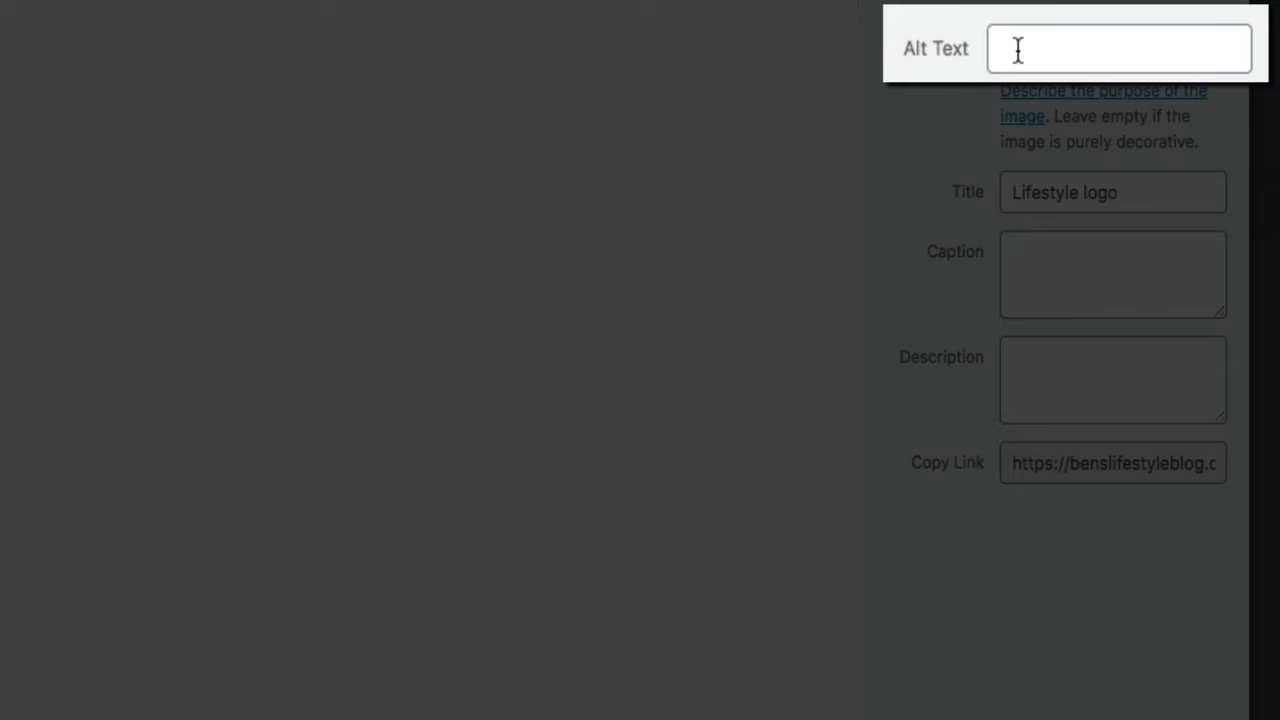 Alt Text
Describe the purpose of the
image. Leave empty if the
image is purely decorative.
Title Lifestyle logo
Caption
Description
Copy Link https://benslifestyleblog.c